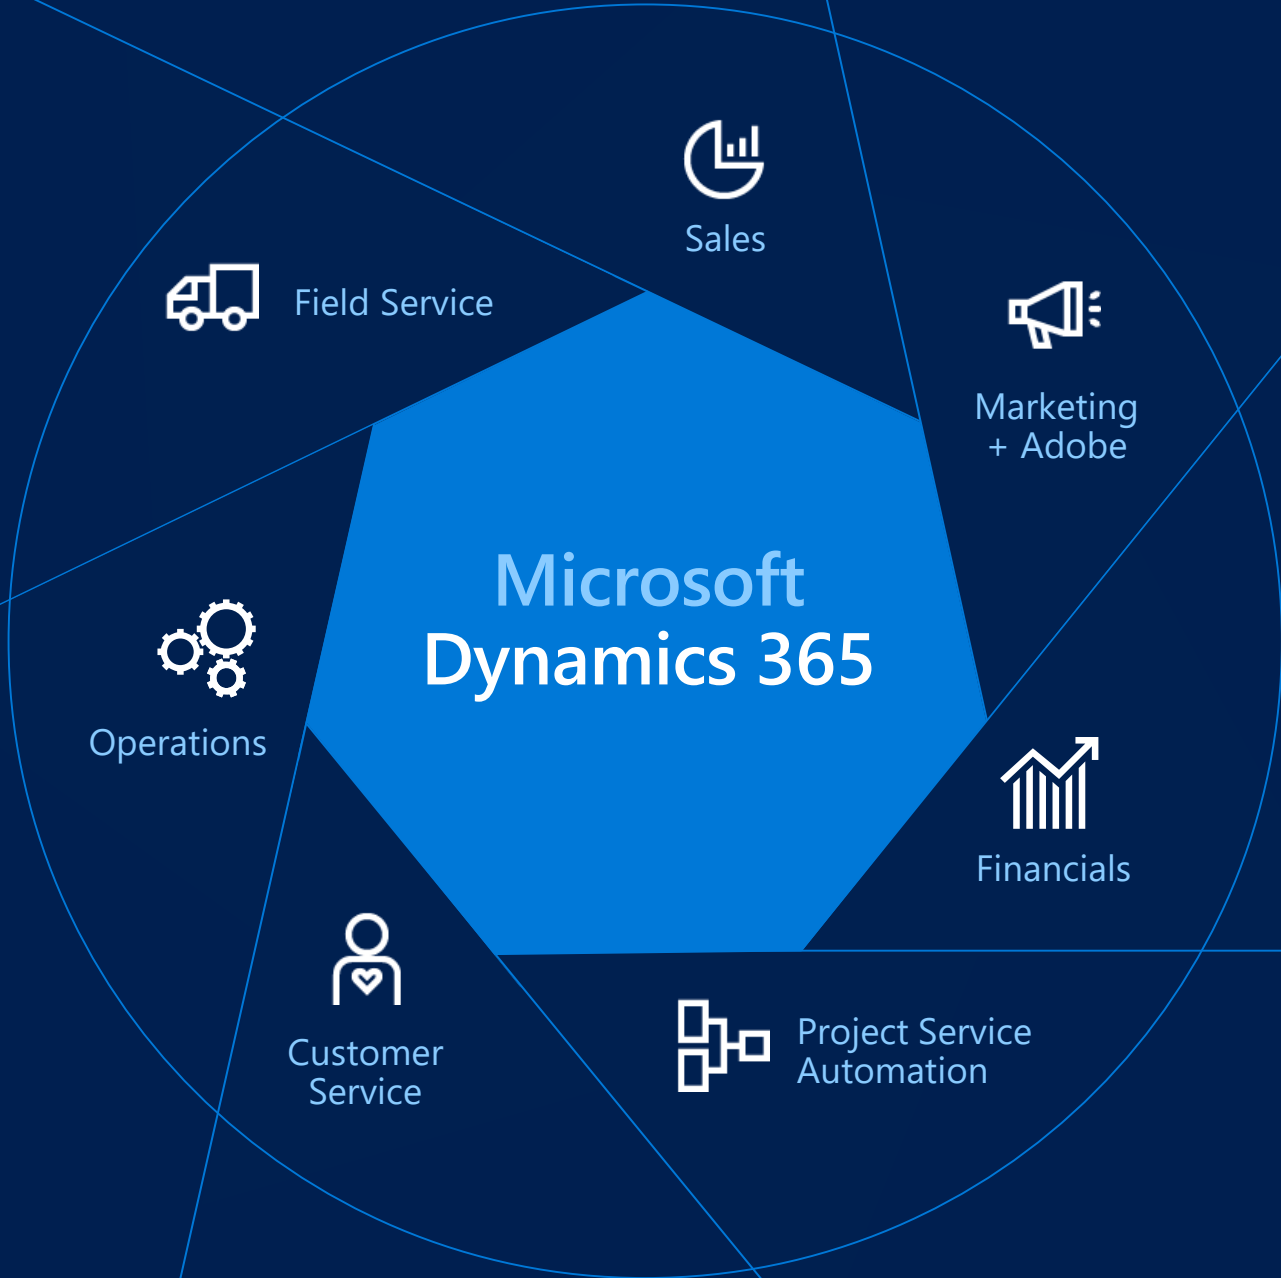 Sales
Field Service
Marketing
+ Adobe
Microsoft
Dynamics 365
Operations
Financials
Customer
Service
Project Service
Automation